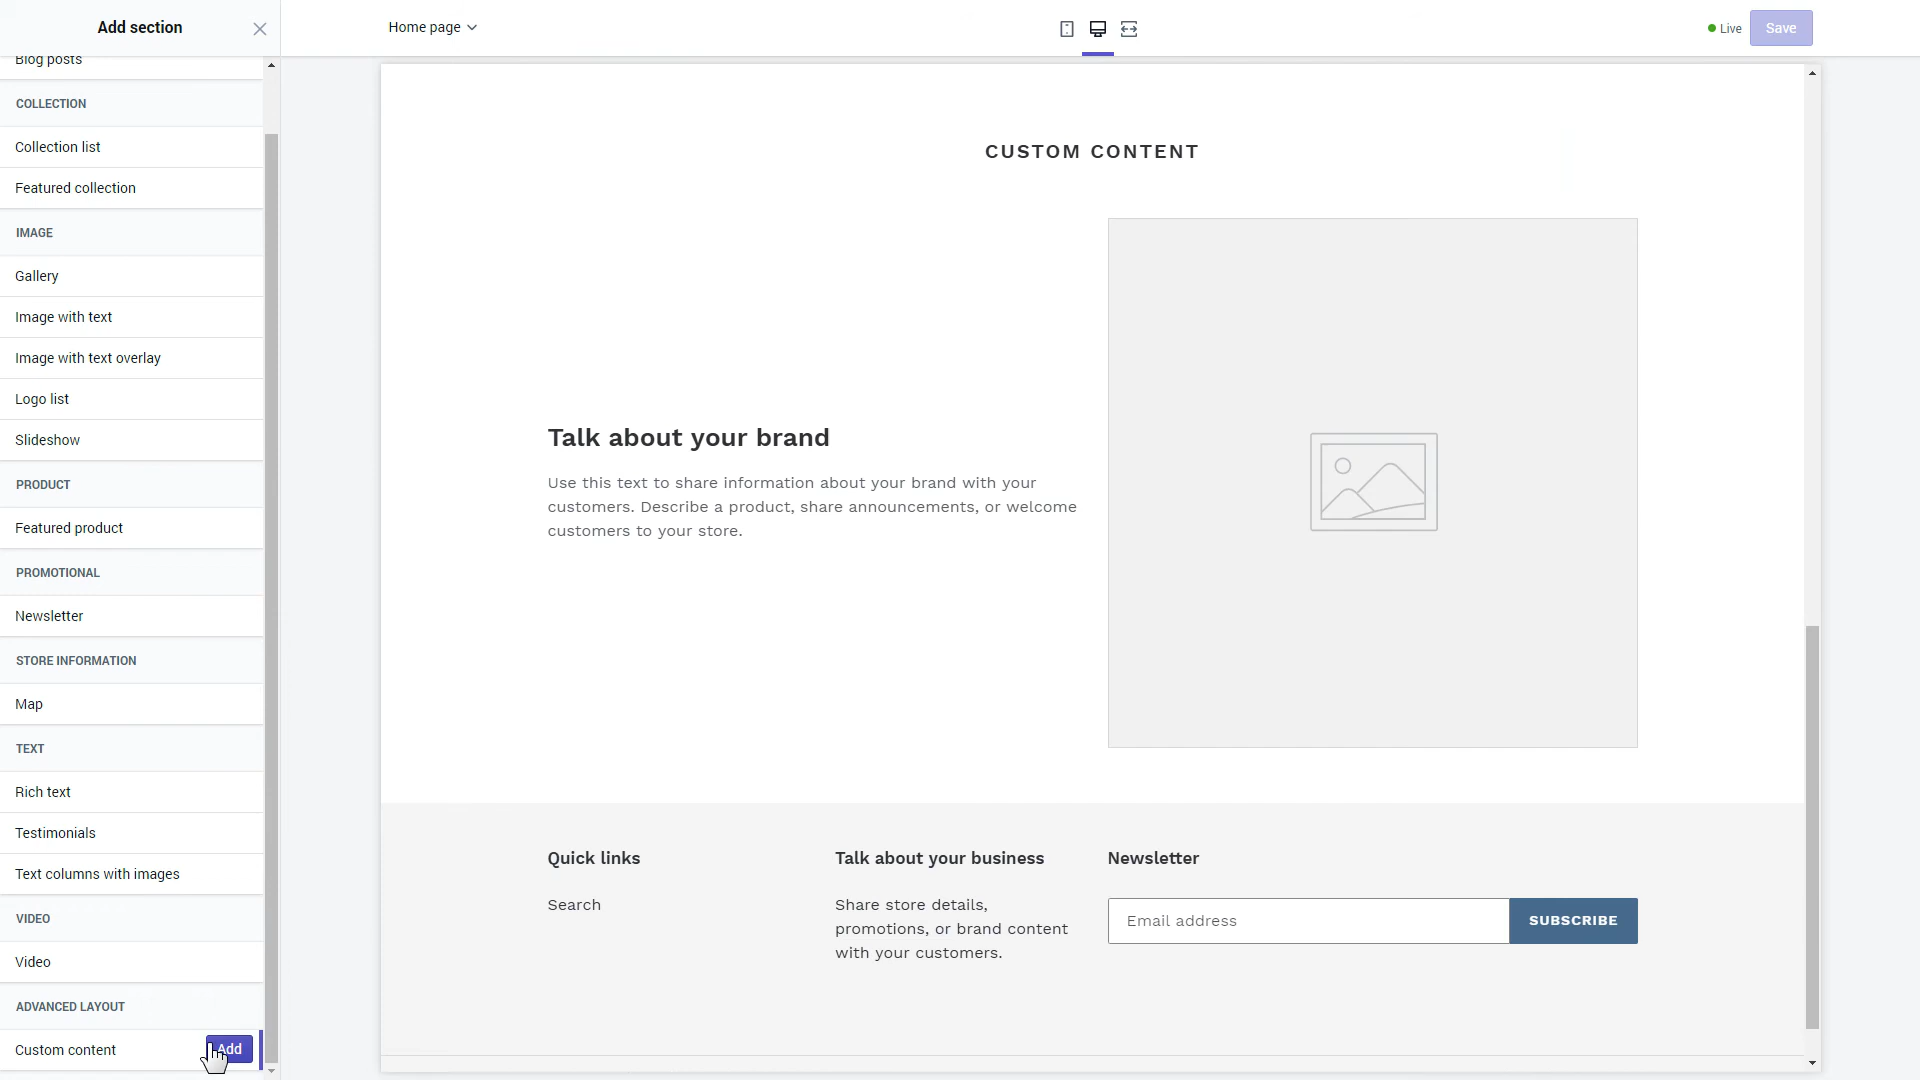 Add section
Home page
Live
Save
Blog posts
COLLECTION
Collection list
Featured collection
IMAGE
Gallery
Image with text
Image with text overlay
Logo list
Slideshow
PRODUCT
Featured product
PROMOTIONAL
Newsletter
STORE INFORMATION
Map
TEXT
Rich text
Testimonials
Text columns with images
VIDEO
Video
ADVANCED LAYOUT
Custom content
Add
CUSTOM CONTENT
Talk about your brand
Use this text to share information about your brand with your
customers. Describe a product, share announcements, or welcome
customers to your store.
Quick links
Search
Talk about your business
Share store details,
promotions, or brand content
with your customers.
Newsletter
Email address
SUBSCRIBE